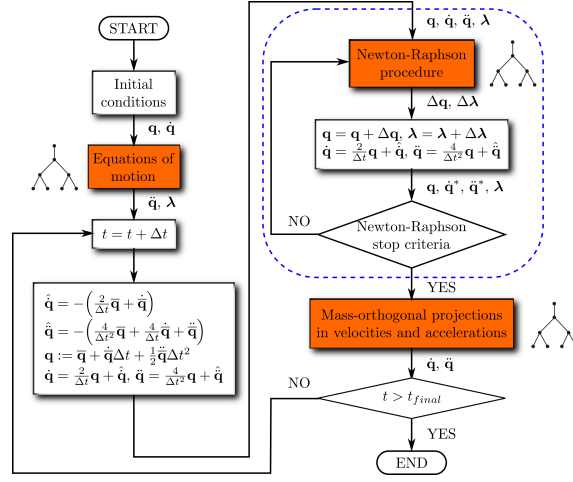 START
Initial
conditions
q, q̇
Equations of
motion
q̈, λ
t = t + Δt
q̇̂ = −(2/Δt q̅ + q̇̅)
q̈̂ = −(4/Δt² q̅ + 4/Δt q̇̅ + q̈̅)
q := q̅ + q̇̅Δt + ½q̈̅Δt²
q̇ = 2/Δt q + q̇̂, q̈ = 4/Δt² q + q̈̂
q, q̇, q̈, λ
Newton-Raphson
procedure
Δq, Δλ
q = q + Δq, λ = λ + Δλ
q̇ = 2/Δt q + q̇̂, q̈ = 4/Δt² q + q̈̂
q, q̇*, q̈*, λ
NO
Newton-Raphson
stop criteria
YES
Mass-orthogonal projections
in velocities and accelerations
q̇, q̈
NO
t > t_final
YES
END